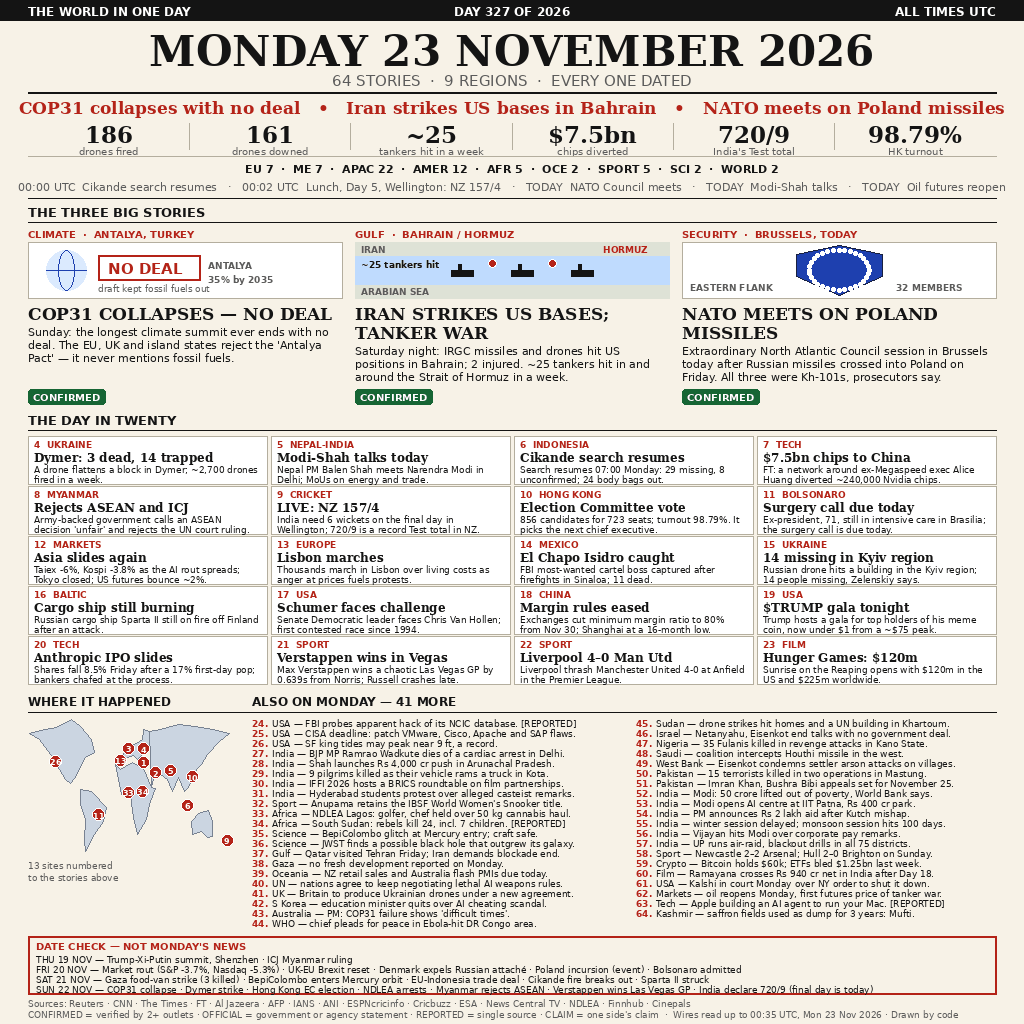 THE WORLD IN ONE DAY
DAY 327 OF 2026
ALL TIMES UTC
MONDAY 23 NOVEMBER 2026
64 STORIES · 9 REGIONS · EVERY ONE DATED
COP31 collapses with no deal • Iran strikes US bases in Bahrain • NATO meets on Poland missiles
186
drones fired
161
drones downed
~25
tankers hit in a week
$7.5bn
chips diverted
720/9
India's Test total
98.79%
HK turnout
EU 7 · ME 7 · APAC 22 · AMER 12 · AFR 5 · OCE 2 · SPORT 5 · SCI 2 · WORLD 2
00:00 UTC Cikande search resumes · 00:02 UTC Lunch, Day 5, Wellington: NZ 157/4 · TODAY NATO Council meets · TODAY Modi-Shah talks · TODAY Oil futures reopen
THE THREE BIG STORIES
CLIMATE · ANTALYA, TURKEY
NO DEAL
ANTALYA
35% by 2035
draft kept fossil fuels out
COP31 COLLAPSES — NO DEAL
Sunday: the longest climate summit ever ends with no
deal. The EU, UK and island states reject the 'Antalya
Pact' — it never mentions fossil fuels.
CONFIRMED
GULF · BAHRAIN / HORMUZ
IRAN
HORMUZ
~25 tankers hit
ARABIAN SEA
IRAN STRIKES US BASES;
TANKER WAR
Saturday night: IRGC missiles and drones hit US
positions in Bahrain; 2 injured. ~25 tankers hit in and
around the Strait of Hormuz in a week.
CONFIRMED
SECURITY · BRUSSELS, TODAY
EASTERN FLANK
32 MEMBERS
NATO MEETS ON POLAND
MISSILES
Extraordinary North Atlantic Council session in Brussels
today after Russian missiles crossed into Poland on
Friday. All three were Kh-101s, prosecutors say.
CONFIRMED
THE DAY IN TWENTY
4 UKRAINE
Dymer: 3 dead, 14 trapped
A drone flattens a block in Dymer; ~2,700 drones
fired in a week.
5 NEPAL-INDIA
Modi-Shah talks today
Nepal PM Balen Shah meets Narendra Modi in
Delhi; MoUs on energy and trade.
6 INDONESIA
Cikande search resumes
Search resumes 07:00 Monday: 29 missing, 8
unconfirmed; 24 body bags out.
7 TECH
$7.5bn chips to China
FT: a network around ex-Megaspeed exec Alice
Huang diverted ~240,000 Nvidia chips.
8 MYANMAR
Rejects ASEAN and ICJ
Army-backed government calls an ASEAN
decision 'unfair' and rejects the UN court ruling.
9 CRICKET
LIVE: NZ 157/4
India need 6 wickets on the final day in
Wellington; 720/9 is a record Test total in NZ.
10 HONG KONG
Election Committee vote
856 candidates for 723 seats; turnout 98.79%. It
picks the next chief executive.
11 BOLSONARO
Surgery call due today
Ex-president, 71, still in intensive care in Brasilia;
the surgery call is due today.
12 MARKETS
Asia slides again
Taiex -6%, Kospi -3.8% as the AI rout spreads;
Tokyo closed; US futures bounce ~2%.
13 EUROPE
Lisbon marches
Thousands march in Lisbon over living costs as
anger at prices fuels protests.
14 MEXICO
El Chapo Isidro caught
FBI most-wanted cartel boss captured after
firefights in Sinaloa; 11 dead.
15 UKRAINE
14 missing in Kyiv region
Russian drone hits a building in the Kyiv region;
14 people missing, Zelenskiy says.
16 BALTIC
Cargo ship still burning
Russian cargo ship Sparta II still on fire off Finland
after an attack.
17 USA
Schumer faces challenge
Senate Democratic leader faces Chris Van Hollen;
first contested race since 1994.
18 CHINA
Margin rules eased
Exchanges cut minimum margin ratio to 80%
from Nov 30; Shanghai at a 16-month low.
19 USA
$TRUMP gala tonight
Trump hosts a gala for top holders of his meme
coin, now under $1 from a ~$75 peak.
20 TECH
Anthropic IPO slides
Shares fall 8.5% Friday after a 17% first-day pop;
bankers chafed at the process.
21 SPORT
Verstappen wins in Vegas
Max Verstappen wins a chaotic Las Vegas GP by
0.639s from Norris; Russell crashes late.
22 SPORT
Liverpool 4–0 Man Utd
Liverpool thrash Manchester United 4-0 at Anfield
in the Premier League.
23 FILM
Hunger Games: $120m
Sunrise on the Reaping opens with $120m in the
US and $225m worldwide.
WHERE IT HAPPENED
26
3
4
13
1
2
5
10
33
34
6
11
9
13 sites numbered
to the stories above
ALSO ON MONDAY — 41 MORE
24. USA — FBI probes apparent hack of its NCIC database. [REPORTED]
25. USA — CISA deadline: patch VMware, Cisco, Apache and SAP flaws.
26. USA — SF king tides may peak near 9 ft, a record.
27. India — BJP MP Ramrao Wadkute dies of a cardiac arrest in Delhi.
28. India — Shah launches Rs 4,000 cr push in Arunachal Pradesh.
29. India — 9 pilgrims killed as their vehicle rams a truck in Kota.
30. India — IFFI 2026 hosts a BRICS roundtable on film partnerships.
31. India — Hyderabad students protest over alleged casteist remarks.
32. Sport — Anupama retains the IBSF World Women's Snooker title.
33. Africa — NDLEA Lagos: golfer, chef held over 50 kg cannabis haul.
34. Africa — South Sudan: rebels kill 24, incl. 7 children. [REPORTED]
35. Science — BepiColombo glitch at Mercury entry; craft safe.
36. Science — JWST finds a possible black hole that outgrew its galaxy.
37. Gulf — Qatar visited Tehran Friday; Iran demands blockade end.
38. Gaza — no fresh development reported on Monday.
39. Oceania — NZ retail sales and Australia flash PMIs due today.
40. UN — nations agree to keep negotiating lethal AI weapons rules.
41. UK — Britain to produce Ukrainian drones under a new agreement.
42. S Korea — education minister quits over AI cheating scandal.
43. Australia — PM: COP31 failure shows 'difficult times'.
44. WHO — chief pleads for peace in Ebola-hit DR Congo area.
45. Sudan — drone strikes hit homes and a UN building in Khartoum.
46. Israel — Netanyahu, Eisenkot end talks with no government deal.
47. Nigeria — 35 Fulanis killed in revenge attacks in Kano State.
48. Saudi — coalition intercepts Houthi missile in the west.
49. West Bank — Eisenkot condemns settler arson attacks on villages.
50. Pakistan — 15 terrorists killed in two operations in Mastung.
51. Pakistan — Imran Khan, Bushra Bibi appeals set for November 25.
52. India — Modi: 50 crore lifted out of poverty, World Bank says.
53. India — Modi opens AI centre at IIT Patna, Rs 400 cr park.
54. India — PM announces Rs 2 lakh aid after Kutch mishap.
55. India — winter session delayed; monsoon session hits 100 days.
56. India — Vijayan hits Modi over corporate pay remarks.
57. India — UP runs air-raid, blackout drills in all 75 districts.
58. Sport — Newcastle 2–2 Arsenal; Hull 2–0 Brighton on Sunday.
59. Crypto — Bitcoin holds $60k; ETFs bled $1.25bn last week.
60. Film — Ramayana crosses Rs 940 cr net in India after Day 18.
61. USA — Kalshi in court Monday over NY order to shut it down.
62. Markets — oil reopens Monday, first futures price of tanker war.
63. Tech — Apple building an AI agent to run your Mac. [REPORTED]
64. Kashmir — saffron fields used as dump for 3 years: Mufti.
DATE CHECK — NOT MONDAY'S NEWS
THU 19 NOV — Trump-Xi-Putin summit, Shenzhen · ICJ Myanmar ruling
FRI 20 NOV — Market rout (S&P -3.7%, Nasdaq -5.3%) · UK-EU Brexit reset · Denmark expels Russian attaché · Poland incursion (event) · Bolsonaro admitted
SAT 21 NOV — Gaza food-van strike (3 killed) · BepiColombo enters Mercury orbit · EU-Indonesia trade deal · Cikande fire breaks out · Sparta II struck
SUN 22 NOV — COP31 collapse · Dymer strike · Hong Kong EC election · NDLEA arrests · Myanmar rejects ASEAN · Verstappen wins Las Vegas GP · India declare 720/9 (final day is today)
Sources: Reuters · CNN · The Times · FT · Al Jazeera · AFP · IANS · ANI · ESPNcricinfo · Cricbuzz · ESA · News Central TV · NDLEA · Finnhub · Cinepals
CONFIRMED = verified by 2+ outlets · OFFICIAL = government or agency statement · REPORTED = single source · CLAIM = one side's claim · Wires read up to 00:35 UTC, Mon 23 Nov 2026 · Drawn by code